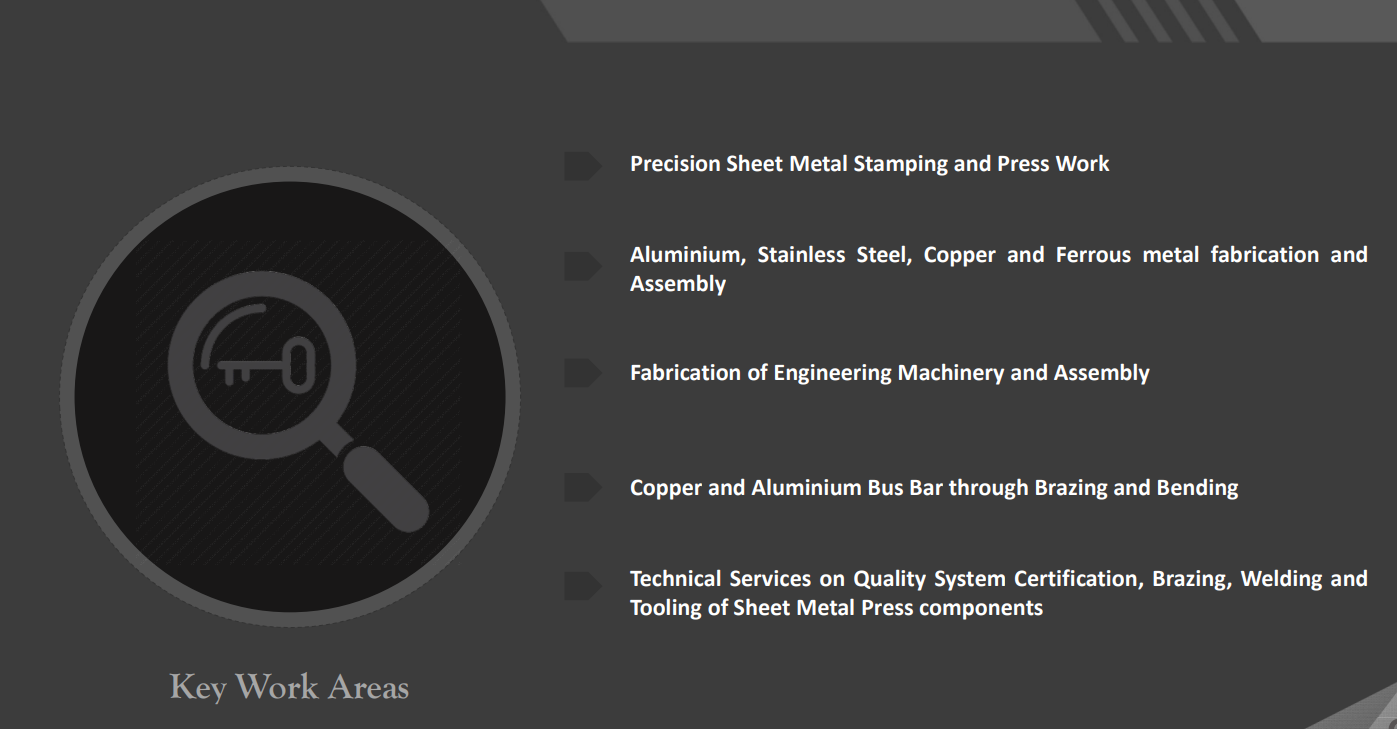 Precision Sheet Metal Stamping and Press Work
Aluminium, Stainless Steel, Copper and Ferrous metal fabrication and
Assembly
Fabrication of Engineering Machinery and Assembly
Copper and Aluminium Bus Bar through Brazing and Bending
Technical Services on Quality System Certification, Brazing, Welding and
Tooling of Sheet Metal Press components
Key Work Areas